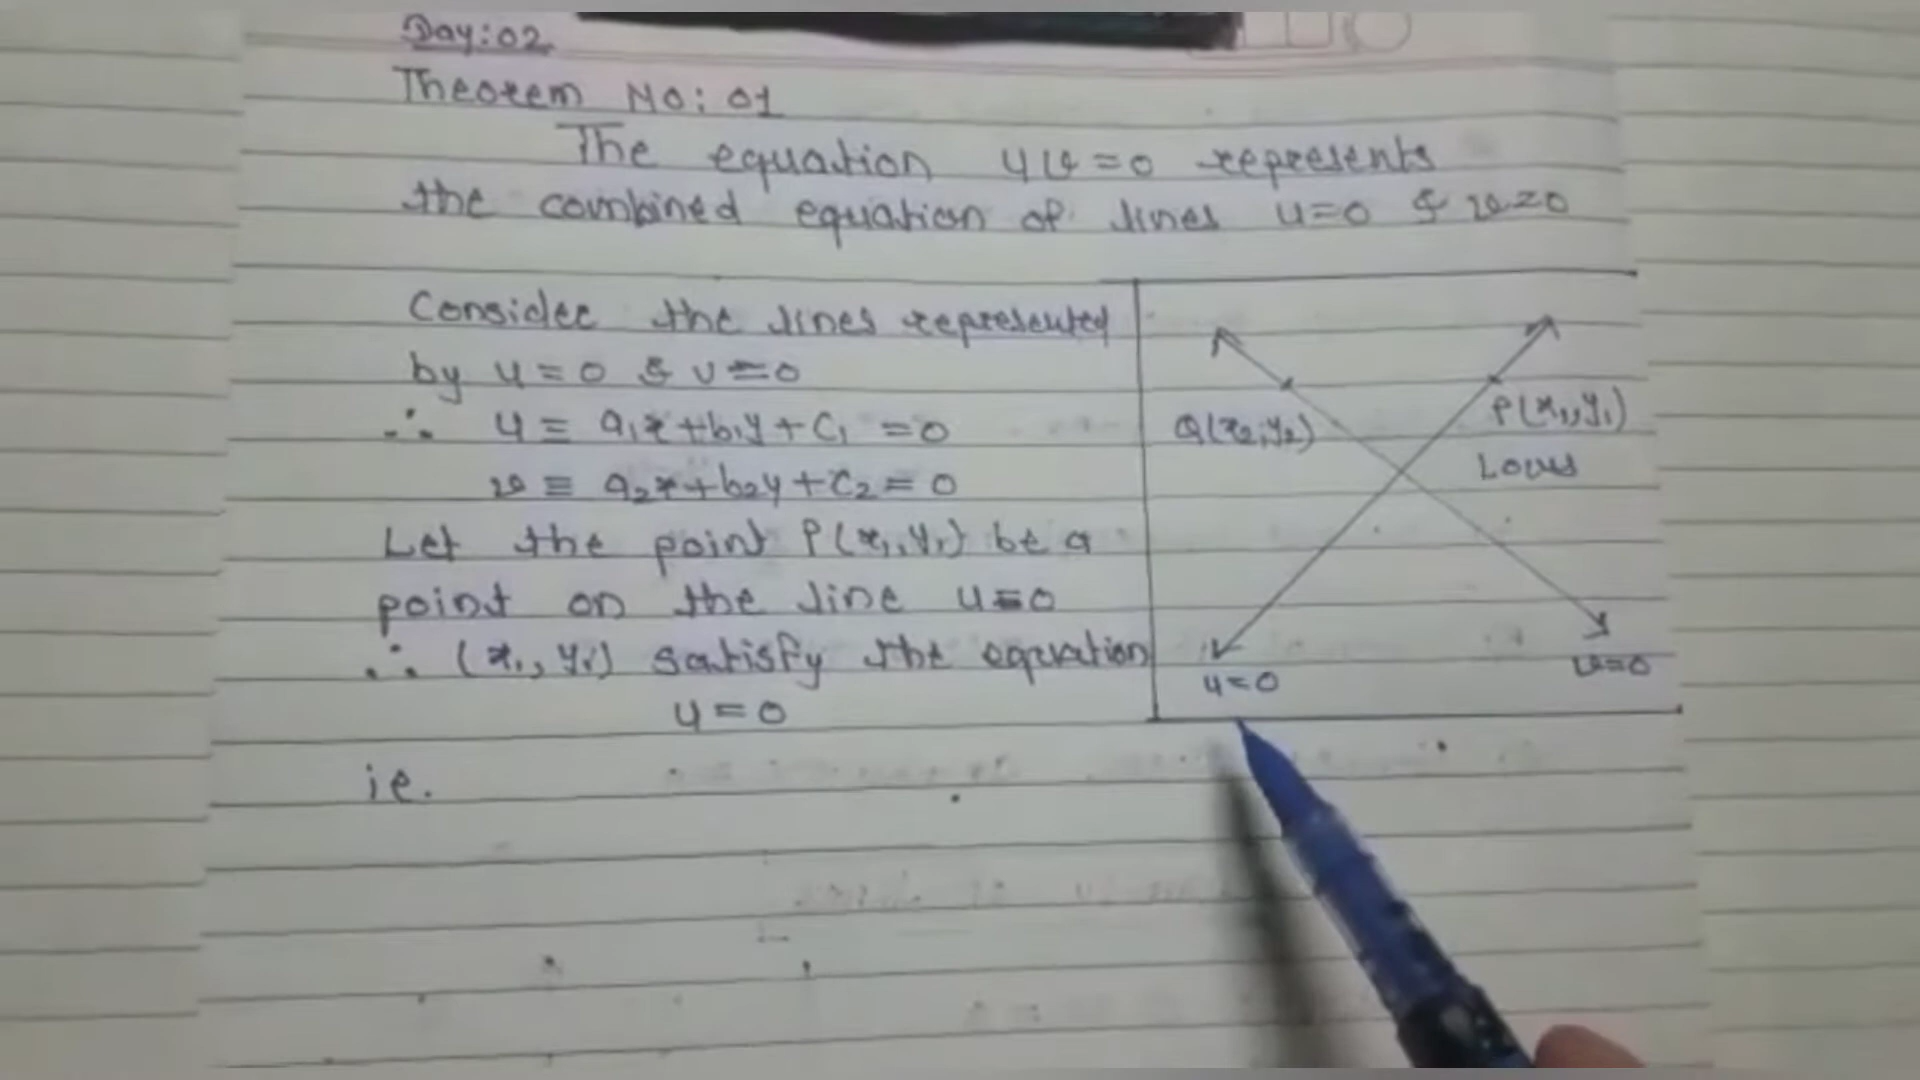 Day:02
Theorem No: 01
The equation uv=0 represents
the combined equation of lines u=0 & v=0
Consider the lines represented
by u=0 & v=0
∴ u ≡ a₁x+b₁y+c₁ =0
v ≡ a₂x+b₂y+c₂=0
Let the point P(x₁,y₁) be a
point on the line u=0
∴ (x₁, y₁) satisfy the equation
u=0
ie.
P(x₁,y₁)
Q(x₂,y₂)
Locus
u=0
v=0